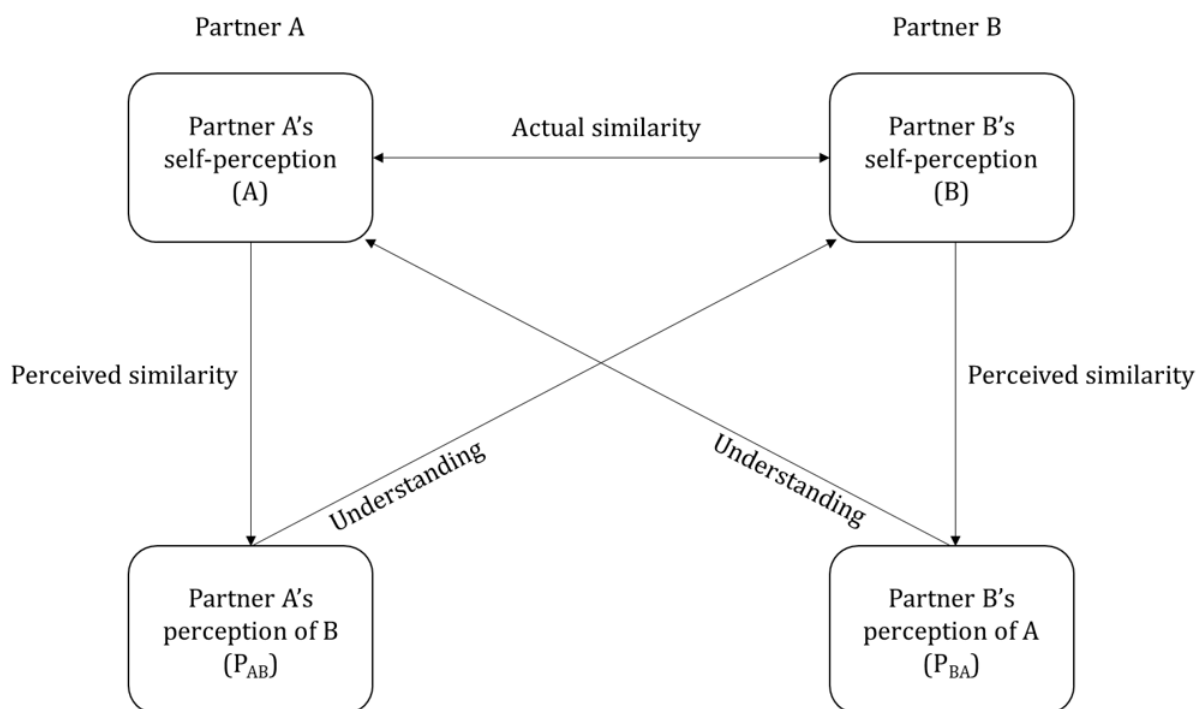 Partner A
Partner B
Partner A’s
self-perception
(A)
Actual similarity
Partner B’s
self-perception
(B)
Perceived similarity
Perceived similarity
Understanding
Understanding
Partner A’s
perception of B
(PAB)
Partner B’s
perception of A
(PBA)